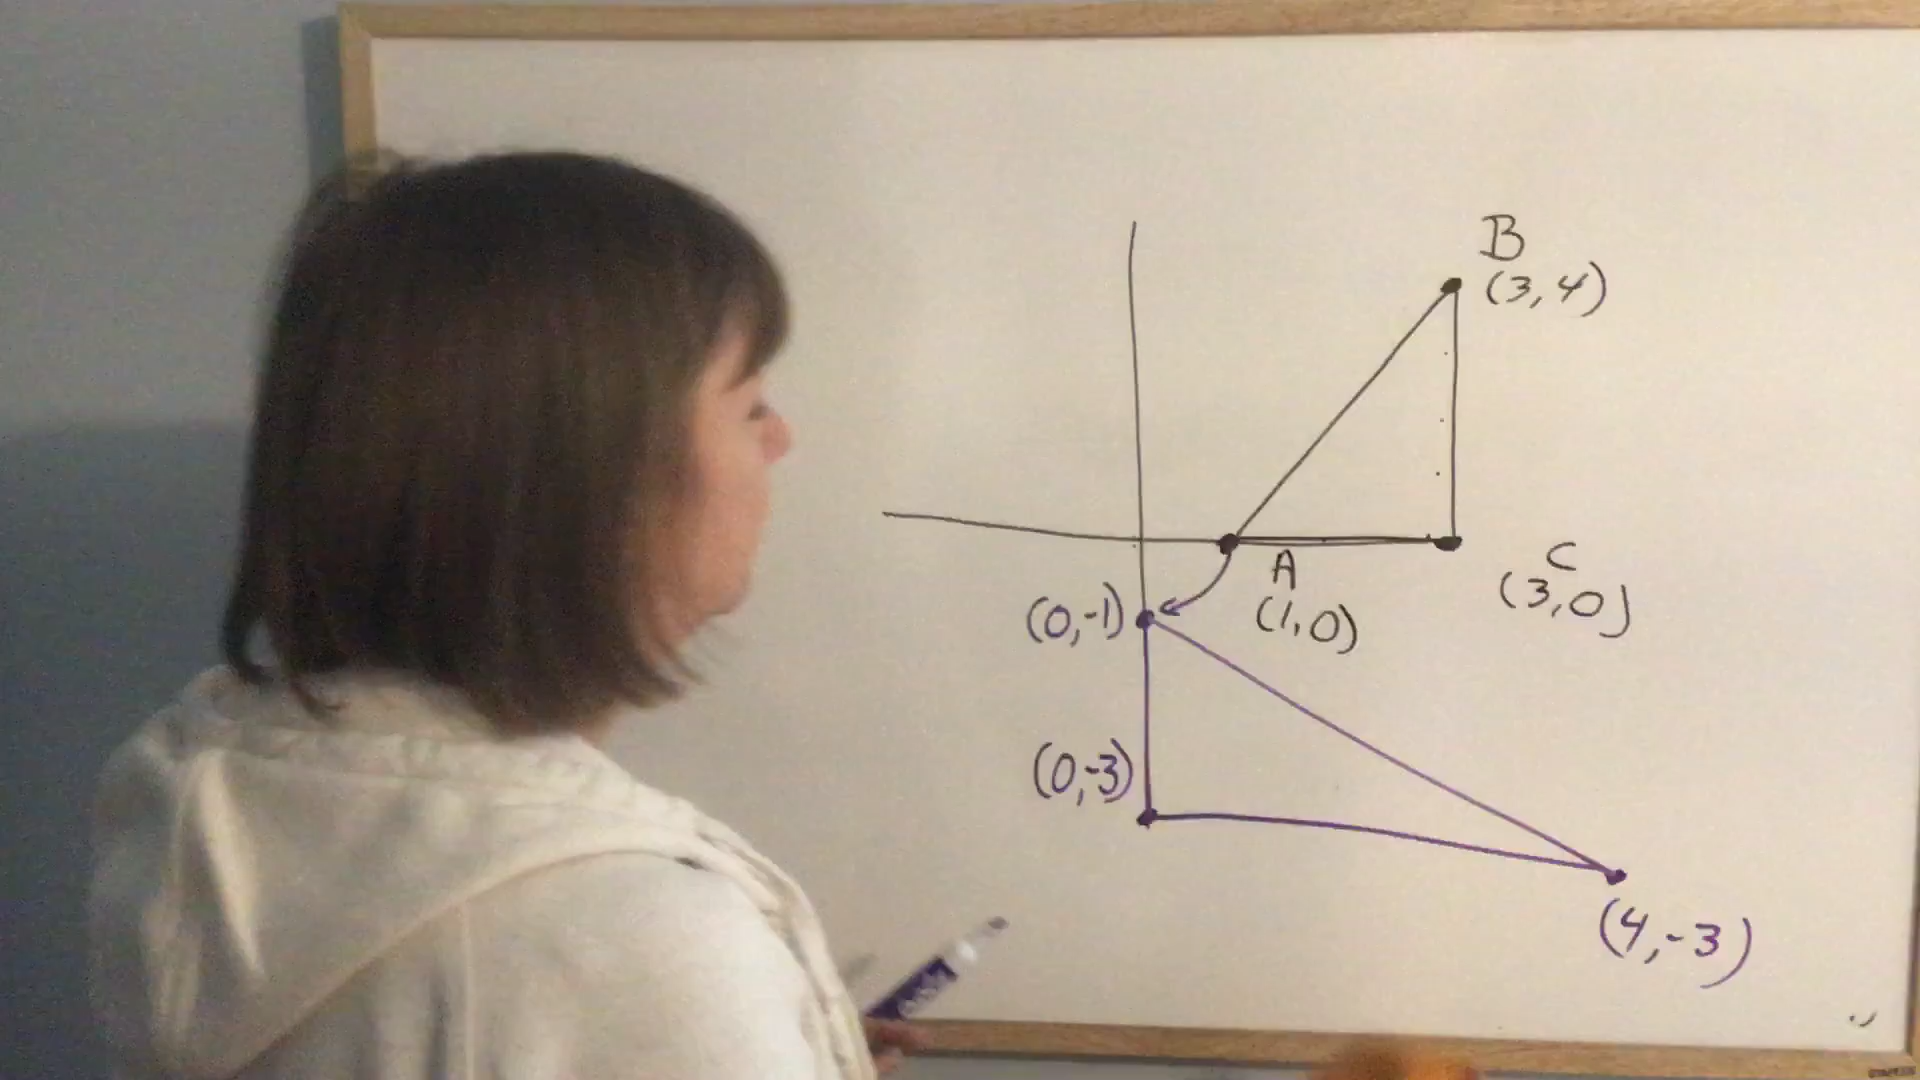 B
(3,4)
A
(1,0)
C
(3,0)
(0,-1)
(0,-3)
(4,-3)